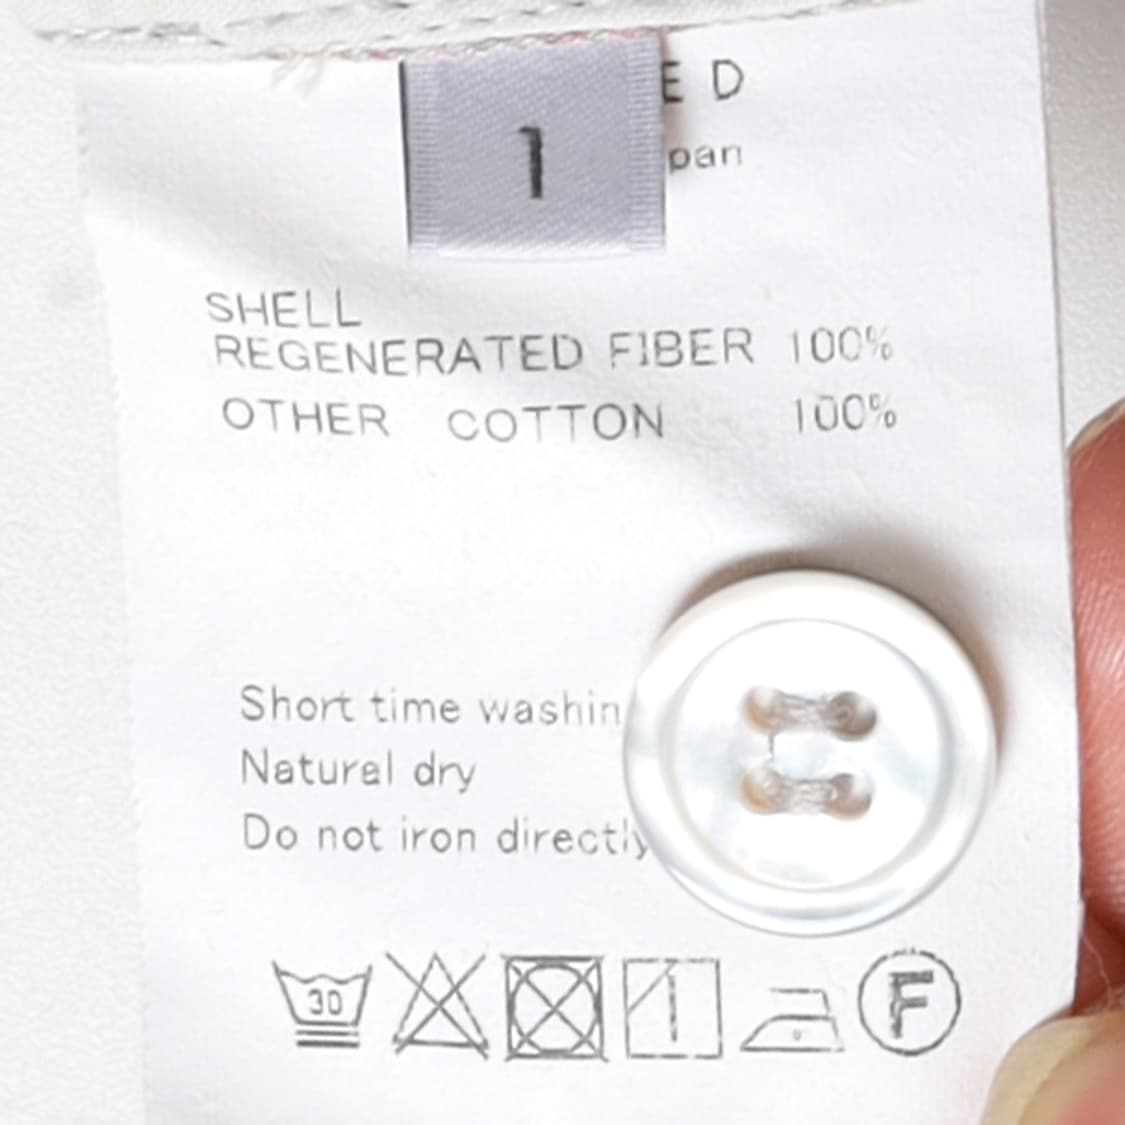 1
E D
pan
SHELL
REGENERATED FIBER 100%
OTHER COTTON 100%
Short time washin
Natural dry
Do not iron directly
30
F